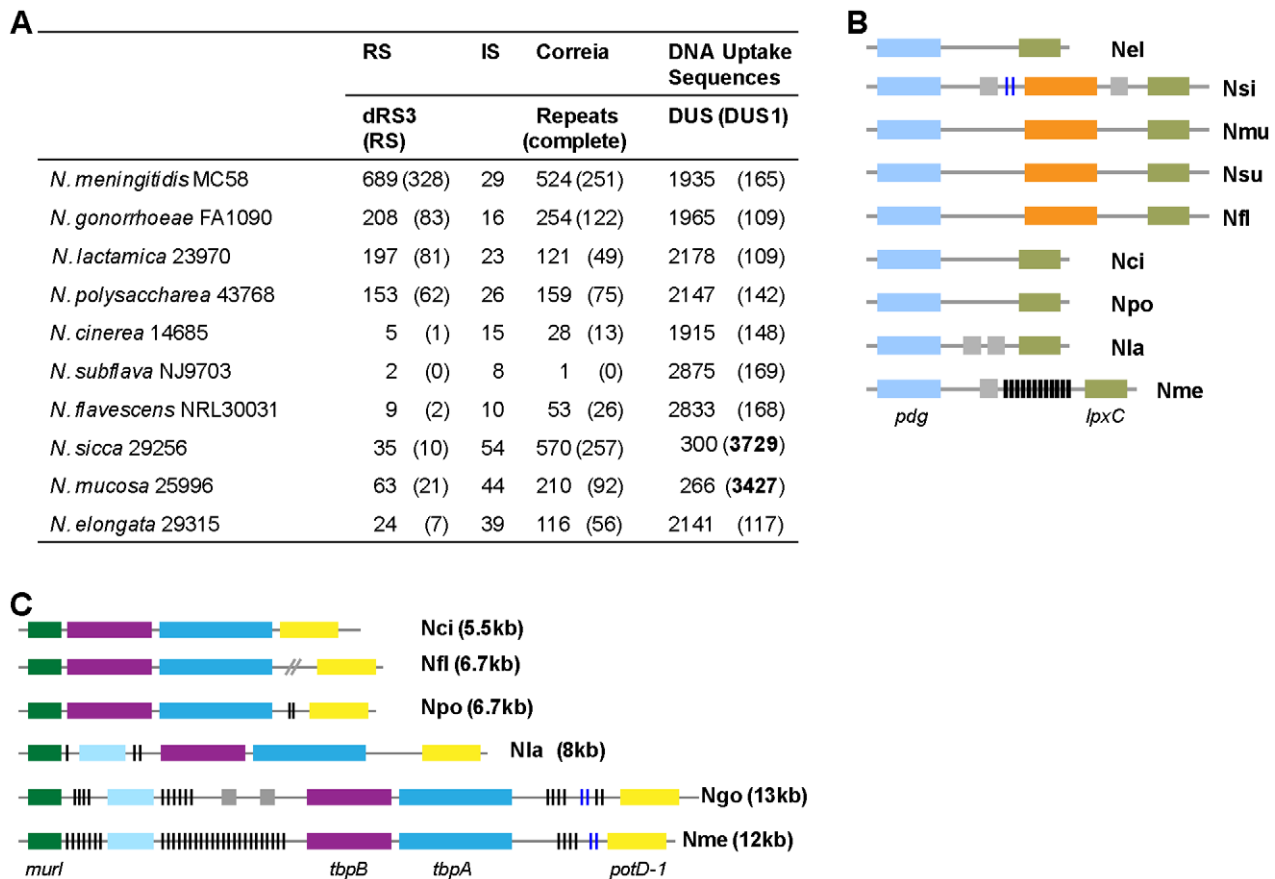 A
RS IS Correia DNA Uptake
Sequences
dRS3 Repeats DUS (DUS1)
(RS) (complete)
N. meningitidis MC58 689 (328) 29 524 (251) 1935 (165)
N. gonorrhoeae FA1090 208 (83) 16 254 (122) 1965 (109)
N. lactamica 23970 197 (81) 23 121 (49) 2178 (109)
N. polysaccharea 43768 153 (62) 26 159 (75) 2147 (142)
N. cinerea 14685 5 (1) 15 28 (13) 1915 (148)
N. subflava NJ9703 2 (0) 8 1 (0) 2875 (169)
N. flavescens NRL30031 9 (2) 10 53 (26) 2833 (168)
N. sicca 29256 35 (10) 54 570 (257) 300 (3729)
N. mucosa 25996 63 (21) 44 210 (92) 266 (3427)
N. elongata 29315 24 (7) 39 116 (56) 2141 (117)
B
Nel
Nsi
Nmu
Nsu
Nfl
Nci
Npo
Nla
Nme
pdg lpxC
C
Nci (5.5kb)
Nfl (6.7kb)
Npo (6.7kb)
Nla (8kb)
Ngo (13kb)
Nme (12kb)
murI tbpB tbpA potD-1